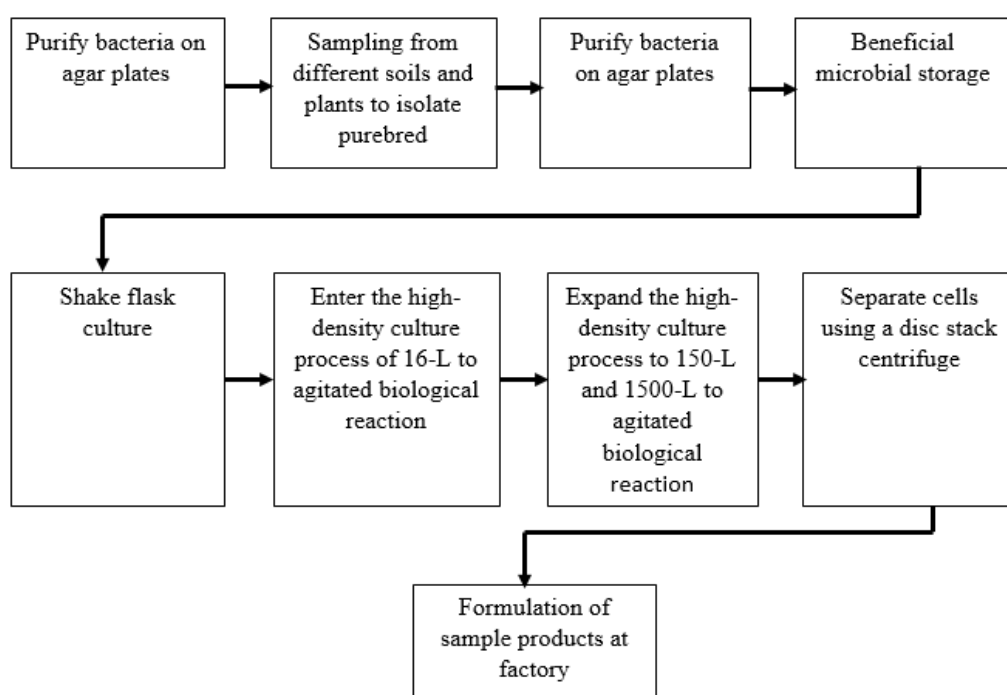 Purify bacteria on
agar plates
Sampling from
different soils and
plants to isolate
purebred
Purify bacteria
on agar plates
Beneficial
microbial storage
Shake flask
culture
Enter the high-
density culture
process of 16-L to
agitated biological
reaction
Expand the high-
density culture
process to 150-L
and 1500-L to
agitated
biological
reaction
Separate cells
using a disc stack
centrifuge
Formulation of
sample products at
factory